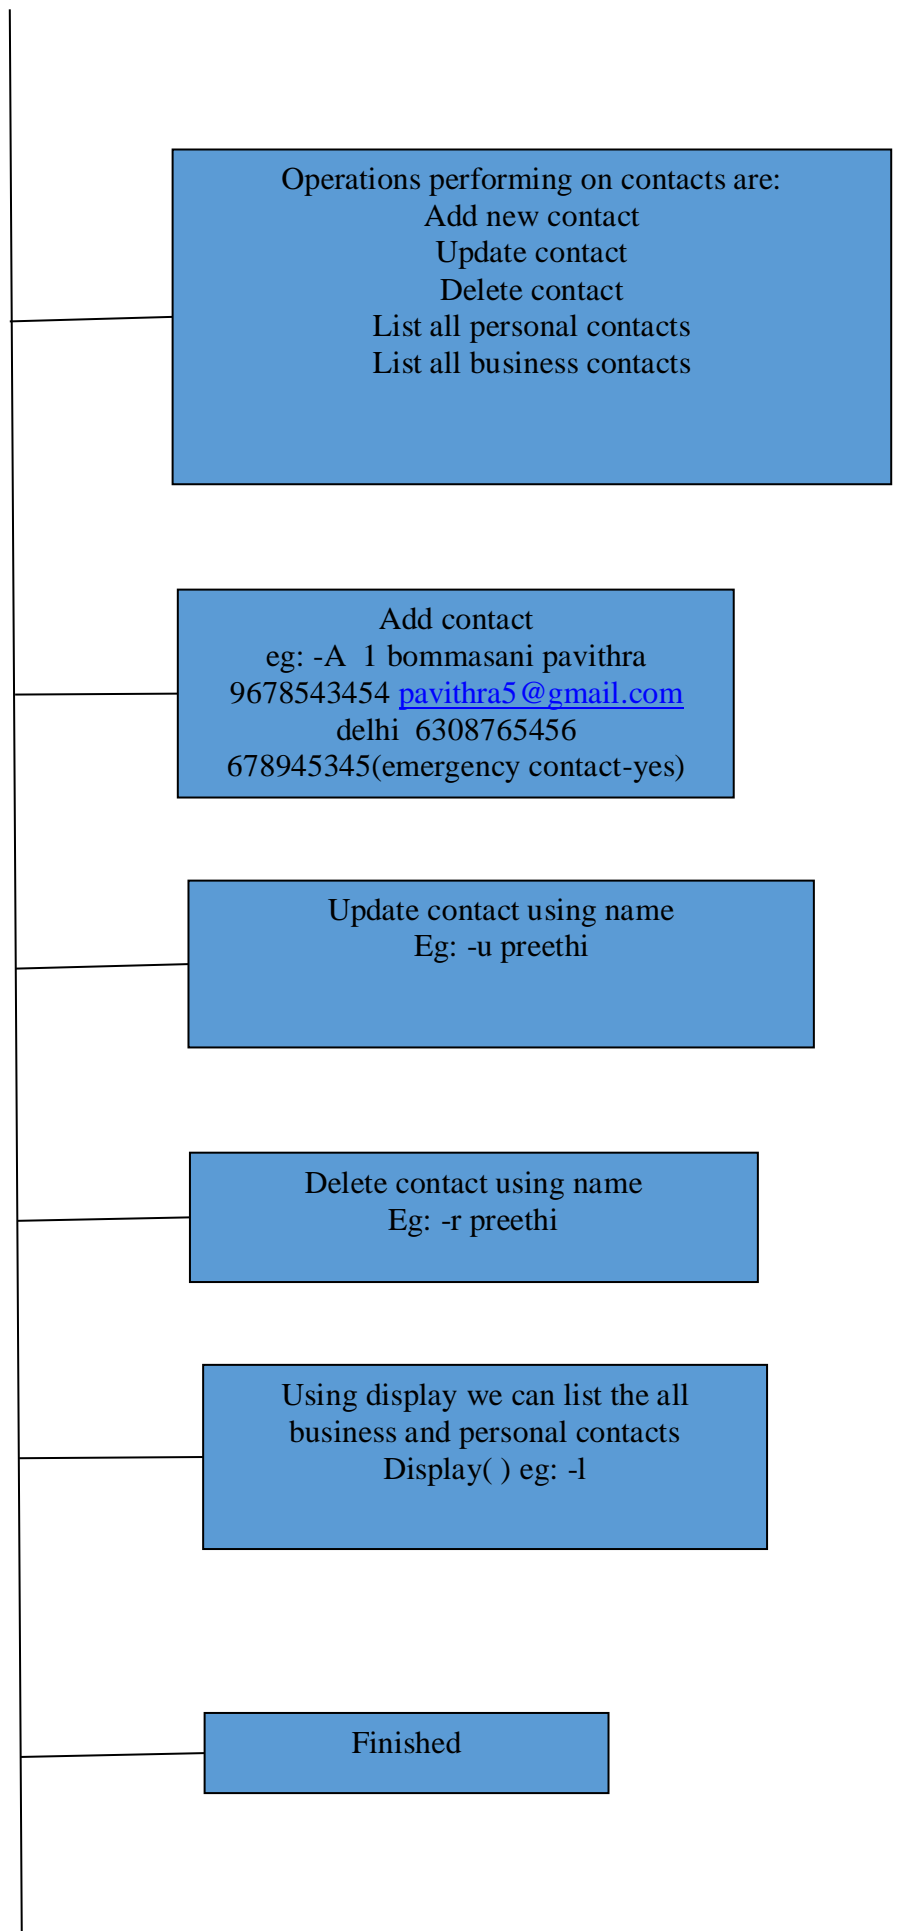 Operations performing on contacts are:
Add new contact
Update contact
Delete contact
List all personal contacts
List all business contacts
Add contact
eg: -A  1 bommasani pavithra
9678543454 pavithra5@gmail.com
delhi  6308765456
678945345(emergency contact-yes)
Update contact using name
Eg: -u preethi
Delete contact using name
Eg: -r preethi
Using display we can list the all
business and personal contacts
Display( ) eg: -l
Finished